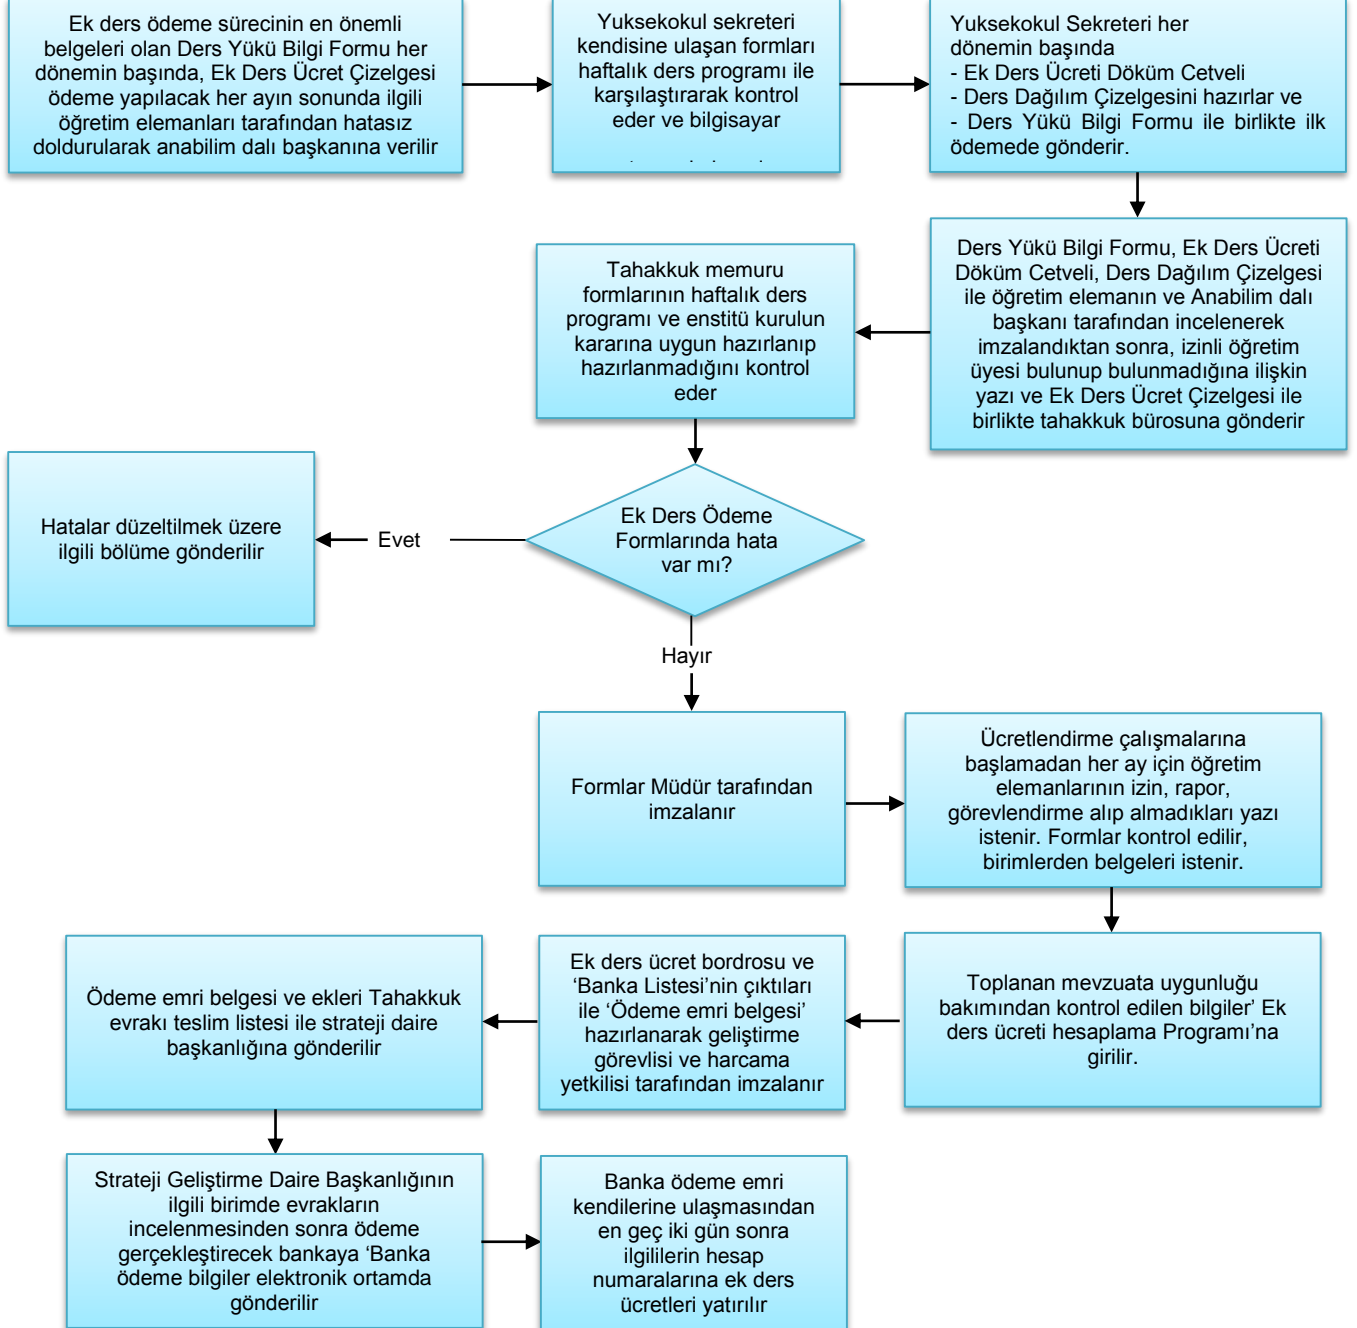 Ek ders ödeme sürecinin en önemli
belgeleri olan Ders Yükü Bilgi Formu her
dönemin başında, Ek Ders Ücret Çizelgesi
ödeme yapılacak her ayın sonunda ilgili
öğretim elemanları tarafından hatasız
doldurularak anabilim dalı başkanına verilir
Yuksekokul sekreteri
kendisine ulaşan formları
haftalık ders programı ile
karşılaştırarak kontrol
eder ve bilgisayar
Yuksekokul Sekreteri her
dönemin başında
- Ek Ders Ücreti Döküm Cetveli
- Ders Dağılım Çizelgesini hazırlar ve
- Ders Yükü Bilgi Formu ile birlikte ilk
ödemede gönderir.
Ders Yükü Bilgi Formu, Ek Ders Ücreti
Döküm Cetveli, Ders Dağılım Çizelgesi
ile öğretim elemanın ve Anabilim dalı
başkanı tarafından incelenerek
imzalandıktan sonra, izinli öğretim
üyesi bulunup bulunmadığına ilişkin
yazı ve Ek Ders Ücret Çizelgesi ile
birlikte tahakkuk bürosuna gönderir
Tahakkuk memuru
formlarının haftalık ders
programı ve enstitü kurulun
kararına uygun hazırlanıp
hazırlanmadığını kontrol
eder
Ek Ders Ödeme
Formlarında hata
var mı?
Evet
Hatalar düzeltilmek üzere
ilgili bölüme gönderilir
Hayır
Formlar Müdür tarafından
imzalanır
Ücretlendirme çalışmalarına
başlamadan her ay için öğretim
elemanlarının izin, rapor,
görevlendirme alıp almadıkları yazı
istenir. Formlar kontrol edilir,
birimlerden belgeleri istenir.
Toplanan mevzuata uygunluğu
bakımından kontrol edilen bilgiler’ Ek
ders ücreti hesaplama Programı’na
girilir.
Ek ders ücret bordrosu ve
‘Banka Listesi’nin çıktıları
ile ‘Ödeme emri belgesi’
hazırlanarak geliştirme
görevlisi ve harcama
yetkilisi tarafından imzalanır
Ödeme emri belgesi ve ekleri Tahakkuk
evrakı teslim listesi ile strateji daire
başkanlığına gönderilir
Strateji Geliştirme Daire Başkanlığının
ilgili birimde evrakların
incelenmesinden sonra ödeme
gerçekleştirecek bankaya ‘Banka
ödeme bilgiler elektronik ortamda
gönderilir
Banka ödeme emri
kendilerine ulaşmasından
en geç iki gün sonra
ilgililerin hesap
numaralarına ek ders
ücretleri yatırılır